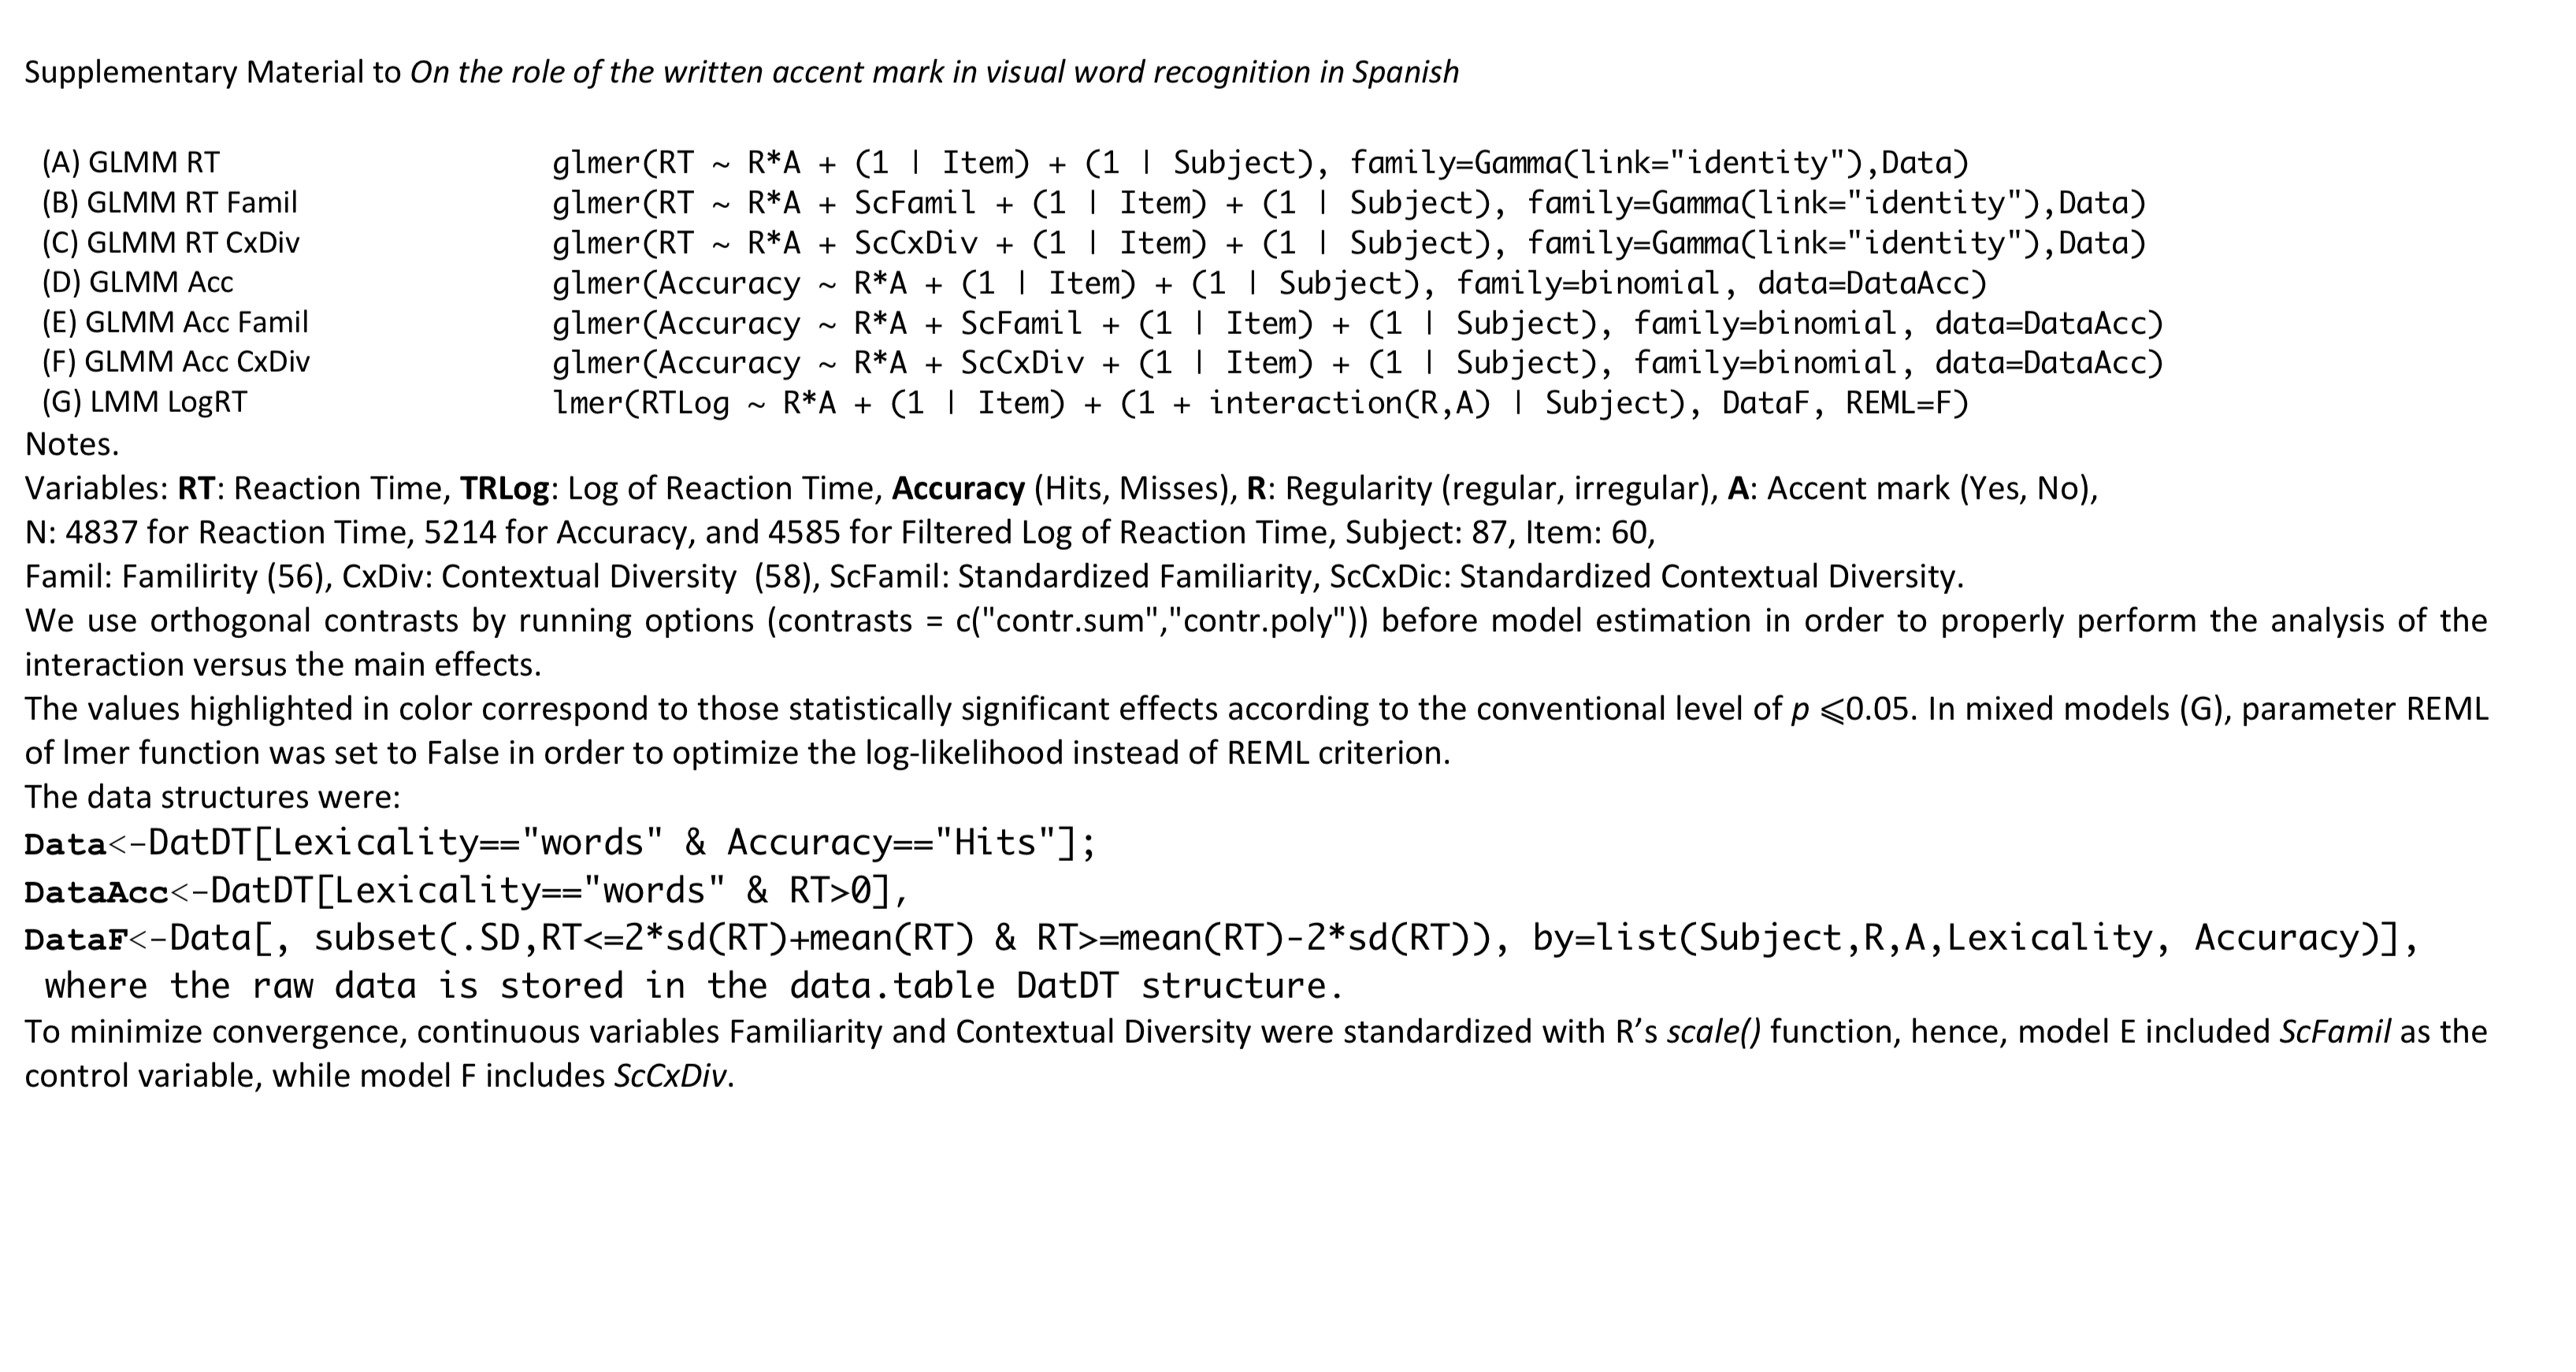 Supplementary Material to On the role of the written accent mark in visual word recognition in Spanish
(A) GLMM RT glmer(RT ~ R*A + (1 | Item) + (1 | Subject), family=Gamma(link="identity"),Data)
(B) GLMM RT Famil glmer(RT ~ R*A + ScFamil + (1 | Item) + (1 | Subject), family=Gamma(link="identity"),Data)
(C) GLMM RT CxDiv glmer(RT ~ R*A + ScCxDiv + (1 | Item) + (1 | Subject), family=Gamma(link="identity"),Data)
(D) GLMM Acc glmer(Accuracy ~ R*A + (1 | Item) + (1 | Subject), family=binomial, data=DataAcc)
(E) GLMM Acc Famil glmer(Accuracy ~ R*A + ScFamil + (1 | Item) + (1 | Subject), family=binomial, data=DataAcc)
(F) GLMM Acc CxDiv glmer(Accuracy ~ R*A + ScCxDiv + (1 | Item) + (1 | Subject), family=binomial, data=DataAcc)
(G) LMM LogRT lmer(RTLog ~ R*A + (1 | Item) + (1 + interaction(R,A) | Subject), DataF, REML=F)
Notes.
Variables: RT: Reaction Time, TRLog: Log of Reaction Time, Accuracy (Hits, Misses), R: Regularity (regular, irregular), A: Accent mark (Yes, No),
N: 4837 for Reaction Time, 5214 for Accuracy, and 4585 for Filtered Log of Reaction Time, Subject: 87, Item: 60,
Famil: Familirity (56), CxDiv: Contextual Diversity (58), ScFamil: Standardized Familiarity, ScCxDic: Standardized Contextual Diversity.
We use orthogonal contrasts by running options (contrasts = c("contr.sum","contr.poly")) before model estimation in order to properly perform the analysis of the
interaction versus the main effects.
The values highlighted in color correspond to those statistically significant effects according to the conventional level of p ⩽0.05. In mixed models (G), parameter REML
of lmer function was set to False in order to optimize the log-likelihood instead of REML criterion.
The data structures were:
Data<-DatDT[Lexicality=="words" & Accuracy=="Hits"];
DataAcc<-DatDT[Lexicality=="words" & RT>0],
DataF<-Data[, subset(.SD,RT<=2*sd(RT)+mean(RT) & RT>=mean(RT)-2*sd(RT)), by=list(Subject,R,A,Lexicality, Accuracy)],
where the raw data is stored in the data.table DatDT structure.
To minimize convergence, continuous variables Familiarity and Contextual Diversity were standardized with R’s scale() function, hence, model E included ScFamil as the
control variable, while model F includes ScCxDiv.